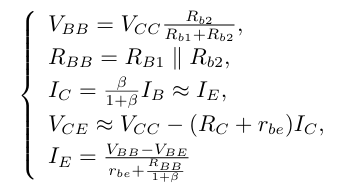 V_{BB} = V_{CC} \frac{R_{b2}}{R_{b1}+R_{b2}},
R_{BB} = R_{B1} \parallel R_{b2},
I_C = \frac{\beta}{1+\beta} I_B \approx I_E,
V_{CE} \approx V_{CC} - (R_C + r_{be}) I_C,
I_E = \frac{V_{BB}-V_{BE}}{r_{be}+\frac{R_{BB}}{1+\beta}}